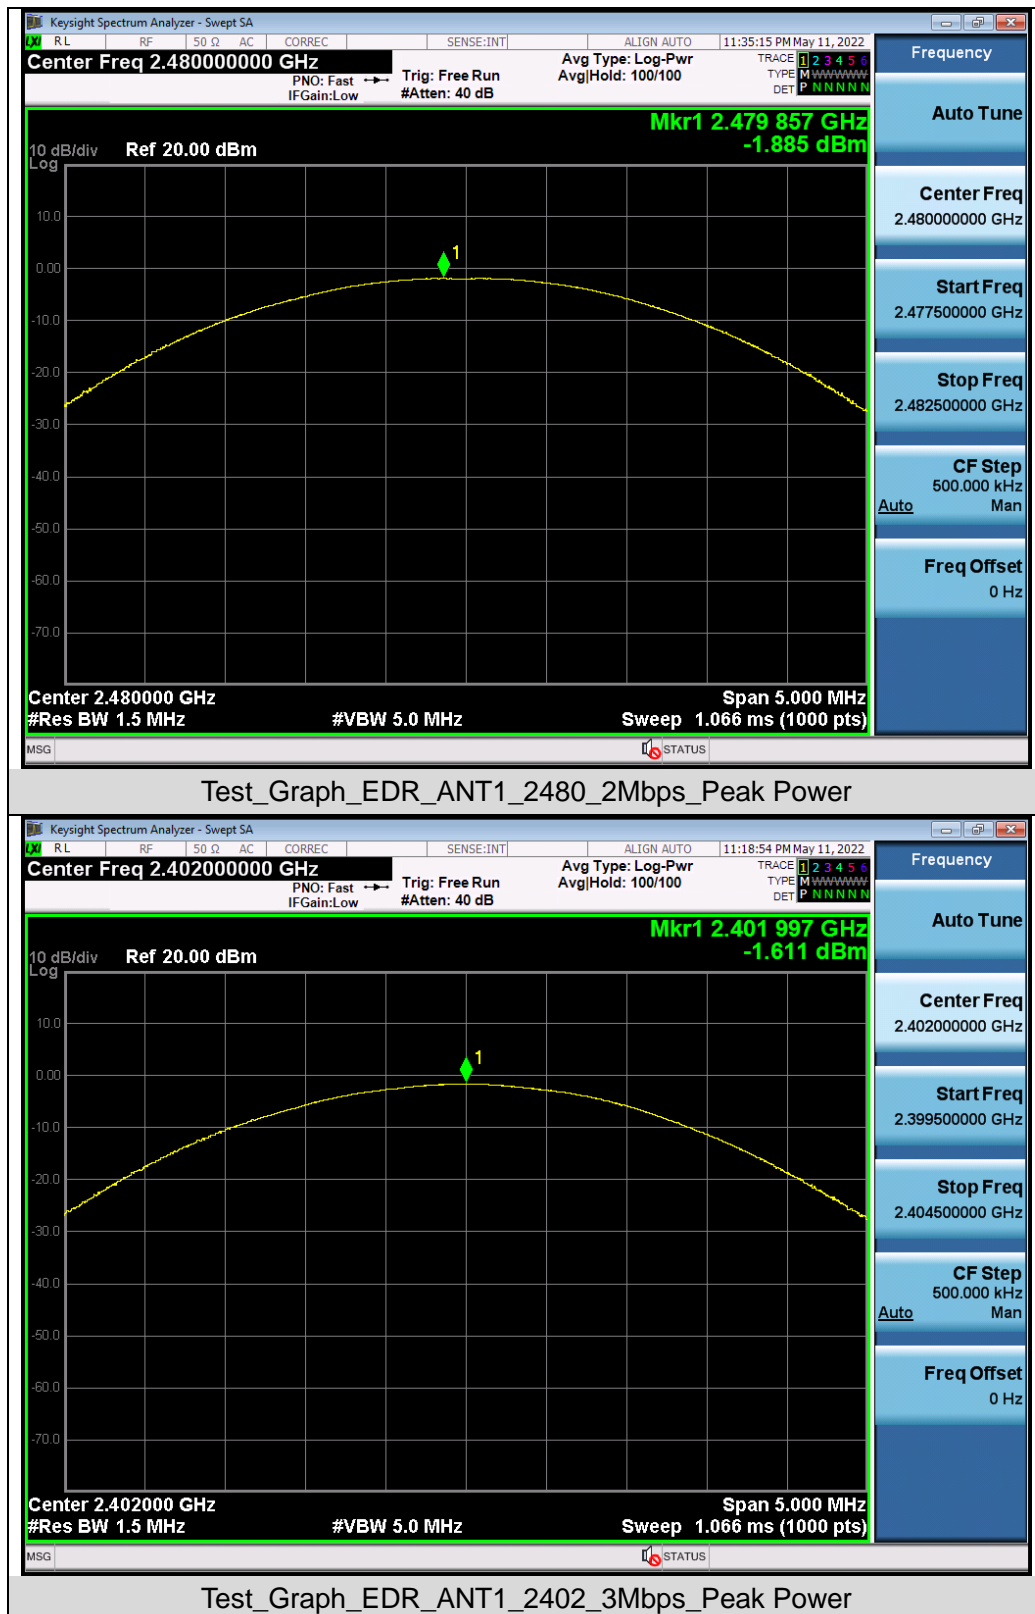 Keysight Spectrum Analyzer - Swept SA
LXI RL RF 50 Ω AC CORREC SENSE:INT ALIGN AUTO 11:35:15 PM May 11, 2022
Center Freq 2.480000000 GHz
PNO: Fast
IFGain:Low
Trig: Free Run
#Atten: 40 dB
Avg Type: Log-Pwr
Avg|Hold: 100/100
TRACE 1 2 3 4 5 6
TYPE M WWWWW
DET P N N N N N
Frequency
Auto Tune
Center Freq
2.480000000 GHz
Start Freq
2.477500000 GHz
Stop Freq
2.482500000 GHz
CF Step
500.000 kHz
Auto Man
Freq Offset
0 Hz
Mkr1 2.479 857 GHz
-1.885 dBm
10 dB/div Ref 20.00 dBm
Log
10.0
1
0.00
-10.0
-20.0
-30.0
-40.0
-50.0
-60.0
-70.0
Center 2.480000 GHz Span 5.000 MHz
#Res BW 1.5 MHz #VBW 5.0 MHz Sweep 1.066 ms (1000 pts)
MSG STATUS
Test_Graph_EDR_ANT1_2480_2Mbps_Peak Power
Keysight Spectrum Analyzer - Swept SA
LXI RL RF 50 Ω AC CORREC SENSE:INT ALIGN AUTO 11:18:54 PM May 11, 2022
Center Freq 2.402000000 GHz
PNO: Fast
IFGain:Low
Trig: Free Run
#Atten: 40 dB
Avg Type: Log-Pwr
Avg|Hold: 100/100
TRACE 1 2 3 4 5 6
TYPE M WWWWW
DET P N N N N N
Frequency
Auto Tune
Center Freq
2.402000000 GHz
Start Freq
2.399500000 GHz
Stop Freq
2.404500000 GHz
CF Step
500.000 kHz
Auto Man
Freq Offset
0 Hz
Mkr1 2.401 997 GHz
-1.611 dBm
10 dB/div Ref 20.00 dBm
Log
10.0
1
0.00
-10.0
-20.0
-30.0
-40.0
-50.0
-60.0
-70.0
Center 2.402000 GHz Span 5.000 MHz
#Res BW 1.5 MHz #VBW 5.0 MHz Sweep 1.066 ms (1000 pts)
MSG STATUS
Test_Graph_EDR_ANT1_2402_3Mbps_Peak Power